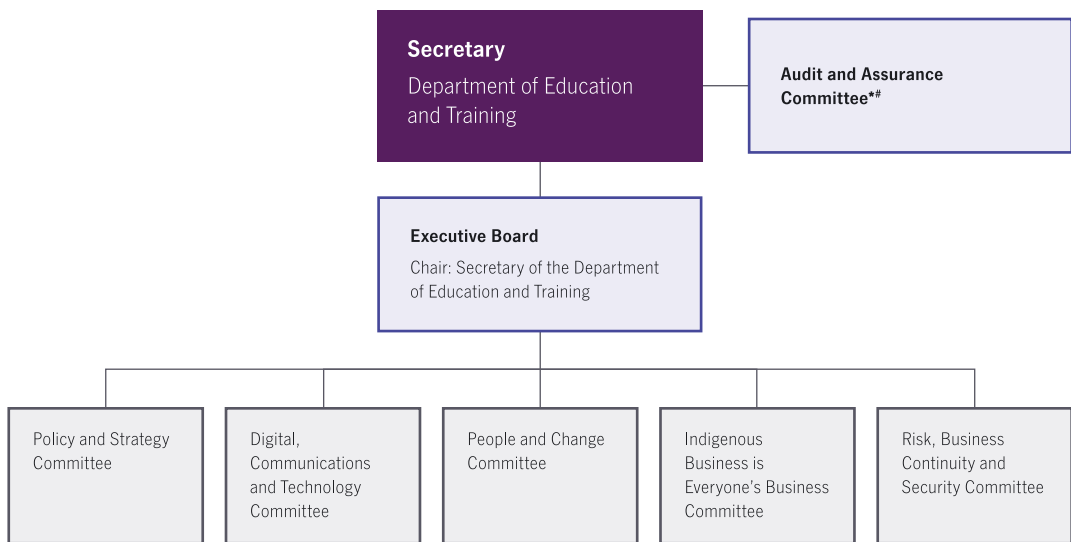 Secretary
Department of Education
and Training
Audit and Assurance
Committee*#
Executive Board
Chair: Secretary of the Department
of Education and Training
Policy and Strategy
Committee
Digital,
Communications
and Technology
Committee
People and Change
Committee
Indigenous
Business is
Everyone’s Business
Committee
Risk, Business
Continuity and
Security Committee